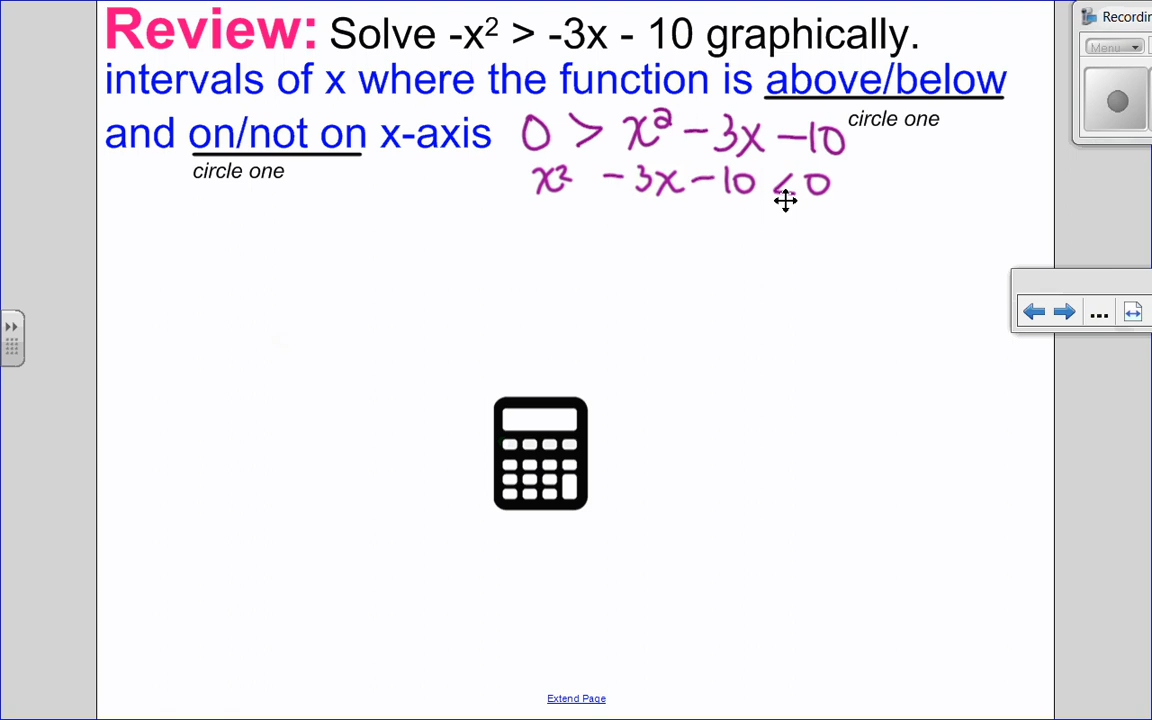 Review: Solve -x² > -3x - 10 graphically.
intervals of x where the function is above/below
circle one
and on/not on x-axis 0 > x² - 3x - 10
circle one
x² - 3x - 10 < 0
Recordin
Menu
...
Extend Page